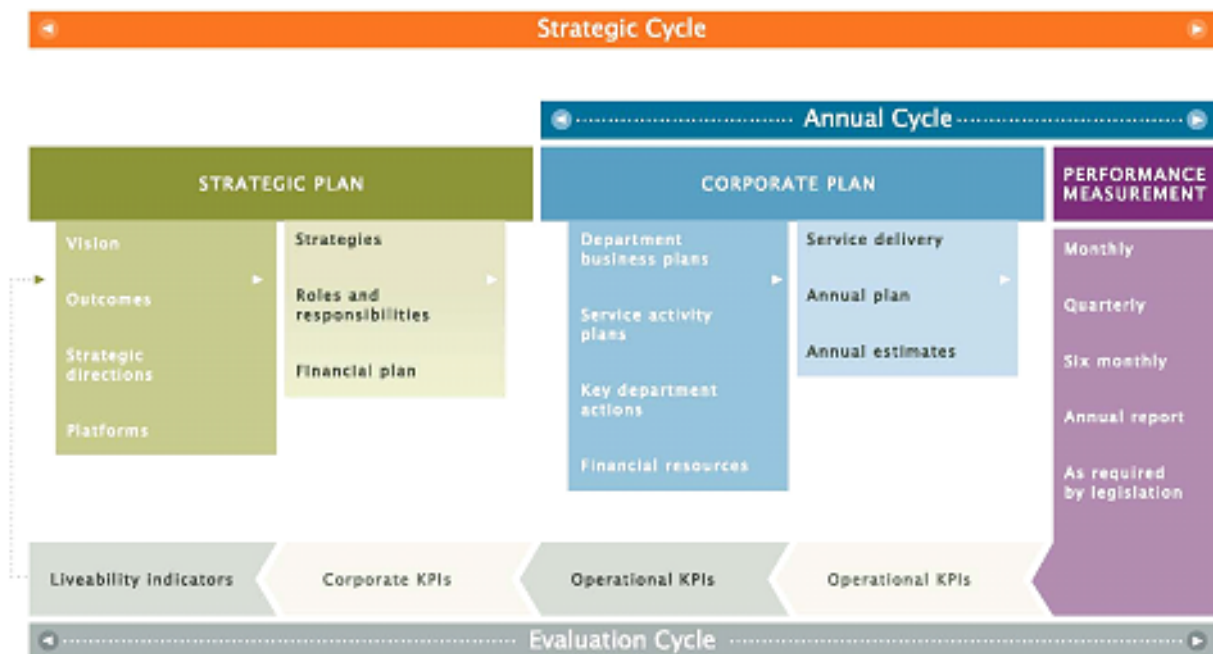 Strategic Cycle
Annual Cycle
STRATEGIC PLAN
CORPORATE PLAN
PERFORMANCE
MEASUREMENT
Vision
Outcomes
Strategic
directions
Platforms
Strategies
Roles and
responsibilities
Financial plan
Department
business plans
Service activity
plans
Key department
actions
Financial resources
Service delivery
Annual plan
Annual estimates
Monthly
Quarterly
Six monthly
Annual report
As required
by legislation
Liveability indicators
Corporate KPIs
Operational KPIs
Operational KPIs
Evaluation Cycle